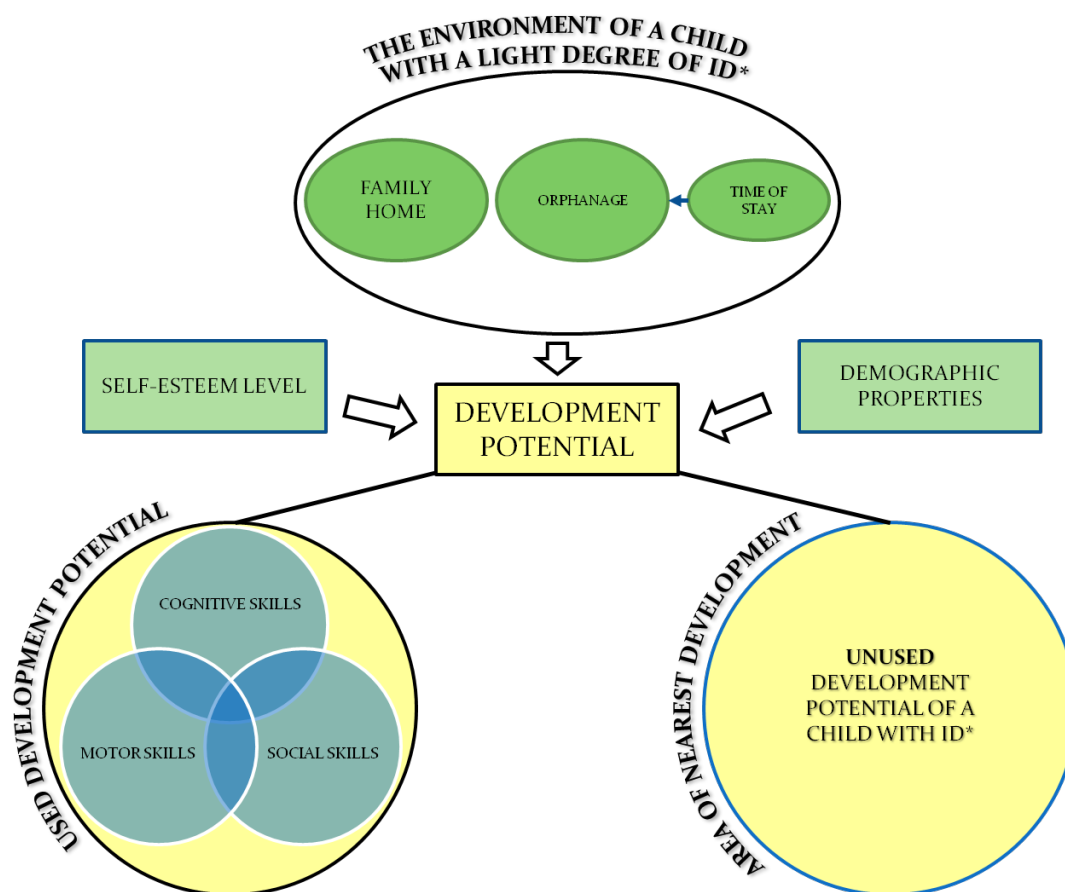 THE ENVIRONMENT OF A CHILD
WITH A LIGHT DEGREE OF ID*
FAMILY
HOME
ORPHANAGE
TIME OF
STAY
SELF-ESTEEM LEVEL
DEVELOPMENT
POTENTIAL
DEMOGRAPHIC
PROPERTIES
USED DEVELOPMENT POTENTIAL
COGNITIVE SKILLS
MOTOR SKILLS
SOCIAL SKILLS
AREA OF NEAREST DEVELOPMENT
UNUSED
DEVELOPMENT
POTENTIAL OF A
CHILD WITH ID*